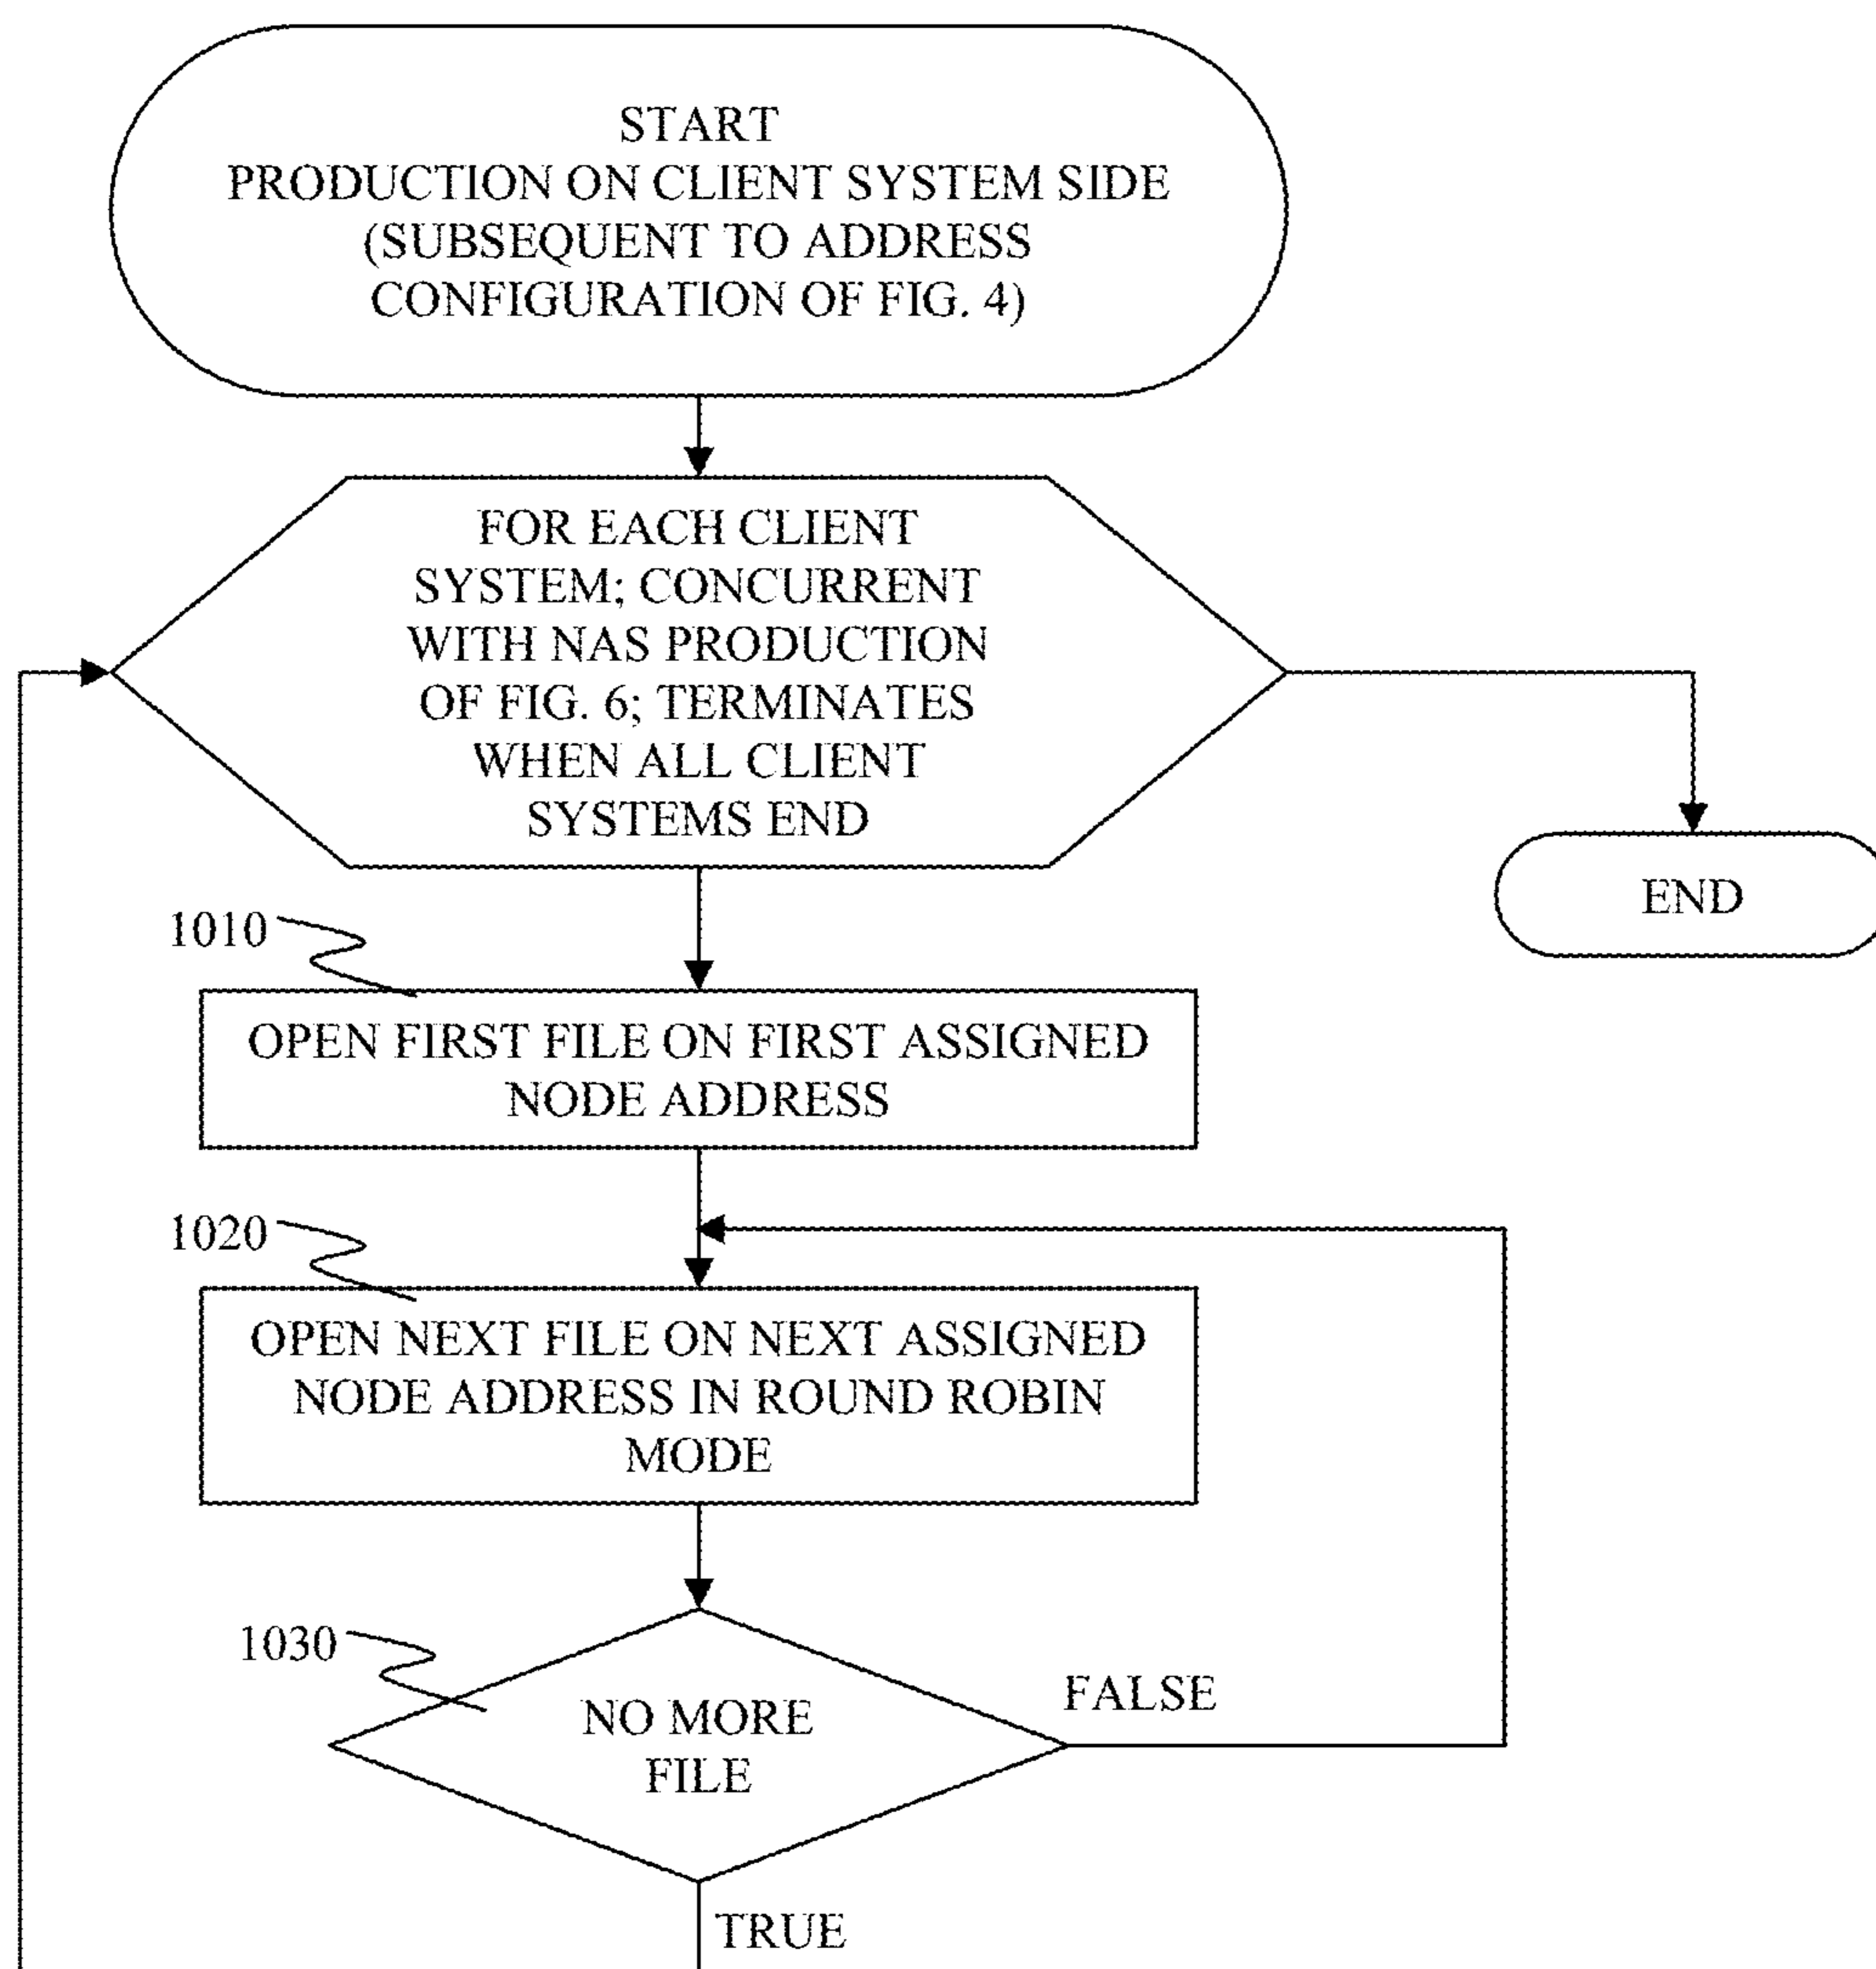 START
PRODUCTION ON CLIENT SYSTEM SIDE
(SUBSEQUENT TO ADDRESS
CONFIGURATION OF FIG. 4)
FOR EACH CLIENT
SYSTEM; CONCURRENT
WITH NAS PRODUCTION
OF FIG. 6; TERMINATES
WHEN ALL CLIENT
SYSTEMS END
END
1010
OPEN FIRST FILE ON FIRST ASSIGNED
NODE ADDRESS
1020
OPEN NEXT FILE ON NEXT ASSIGNED
NODE ADDRESS IN ROUND ROBIN
MODE
1030
NO MORE
FILE
FALSE
TRUE